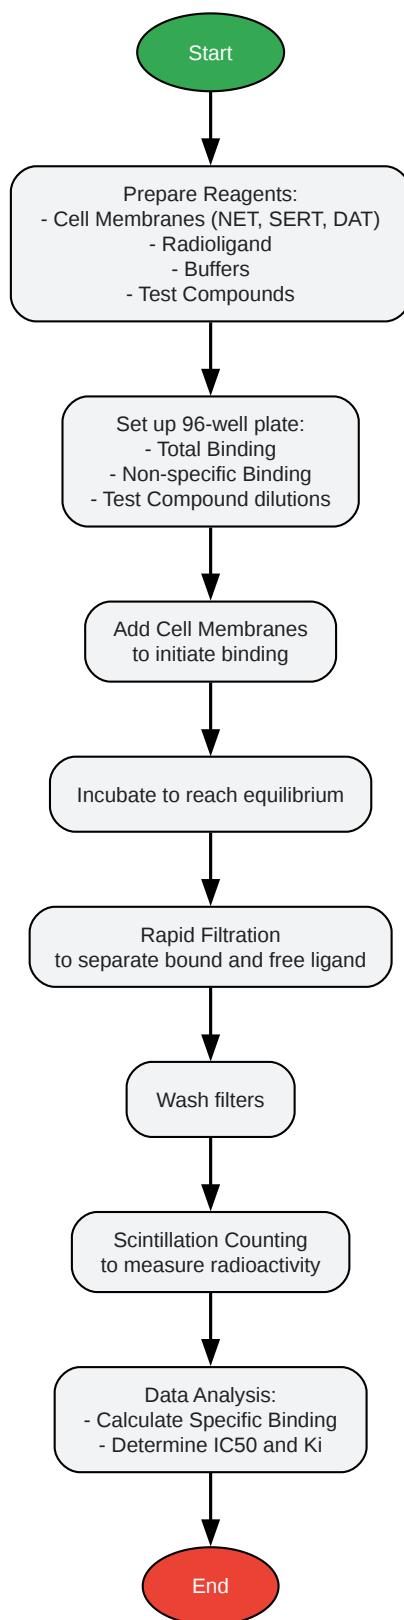 Start
Prepare Reagents:
- Cell Membranes (NET, SERT, DAT)
- Radioligand
- Buffers
- Test Compounds
Set up 96-well plate:
- Total Binding
- Non-specific Binding
- Test Compound dilutions
Add Cell Membranes
to initiate binding
Incubate to reach equilibrium
Rapid Filtration
to separate bound and free ligand
Wash filters
Scintillation Counting
to measure radioactivity
Data Analysis:
- Calculate Specific Binding
- Determine IC50 and Ki
End